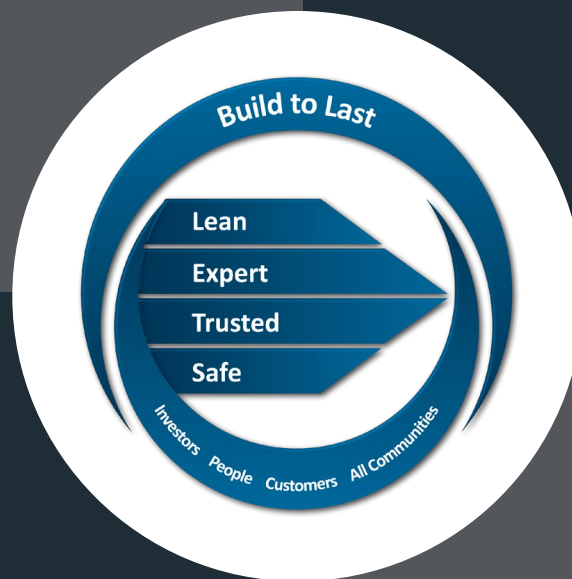 Build to Last
Lean
Expert
Trusted
Safe
Investors People Customers All Communities